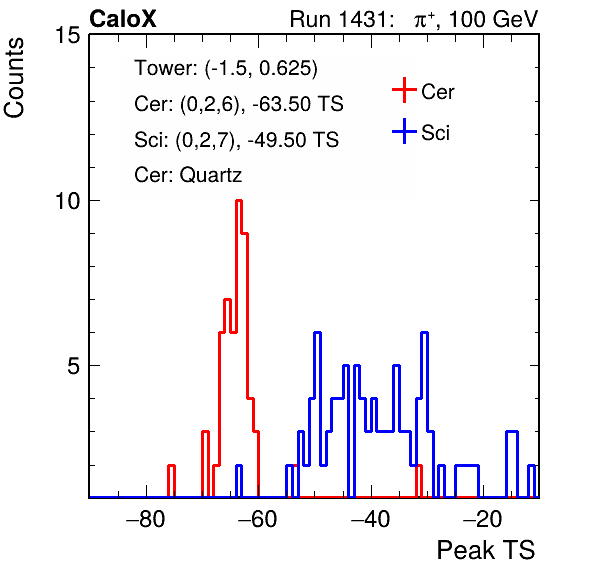 CaloX Run 1431: π⁺, 100 GeV
Counts
15
10
5
Tower: (-1.5, 0.625)
Cer: (0,2,6), -63.50 TS
Sci: (0,2,7), -49.50 TS
Cer: Quartz
Cer
Sci
−80 −60 −40 −20
Peak TS